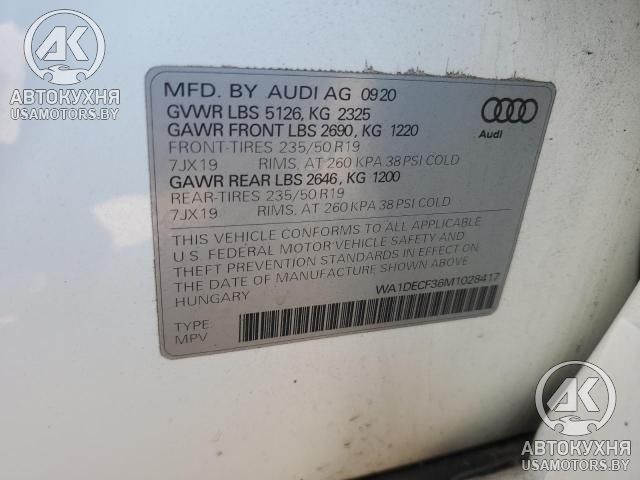 АК
АВТОКУХНЯ
USAMOTORS.BY
MFD. BY AUDI AG 0920
GVWR LBS 5126, KG 2325
GAWR FRONT LBS 2690, KG 1220
FRONT-TIRES 235/50 R19
7JX19 RIMS, AT 260 KPA 38 PSI COLD
GAWR REAR LBS 2646, KG 1200
REAR-TIRES 235/50 R19
7JX19 RIMS, AT 260 KPA 38 PSI COLD
Audi
THIS VEHICLE CONFORMS TO ALL APPLICABLE
U.S. FEDERAL MOTOR VEHICLE SAFETY AND
THEFT PREVENTION STANDARDS IN EFFECT ON
THE DATE OF MANUFACTURE SHOWN ABOVE.
HUNGARY
WA1DECF36M1028417
TYPE:
MPV
АК
АВТОКУХНЯ
USAMOTORS.BY